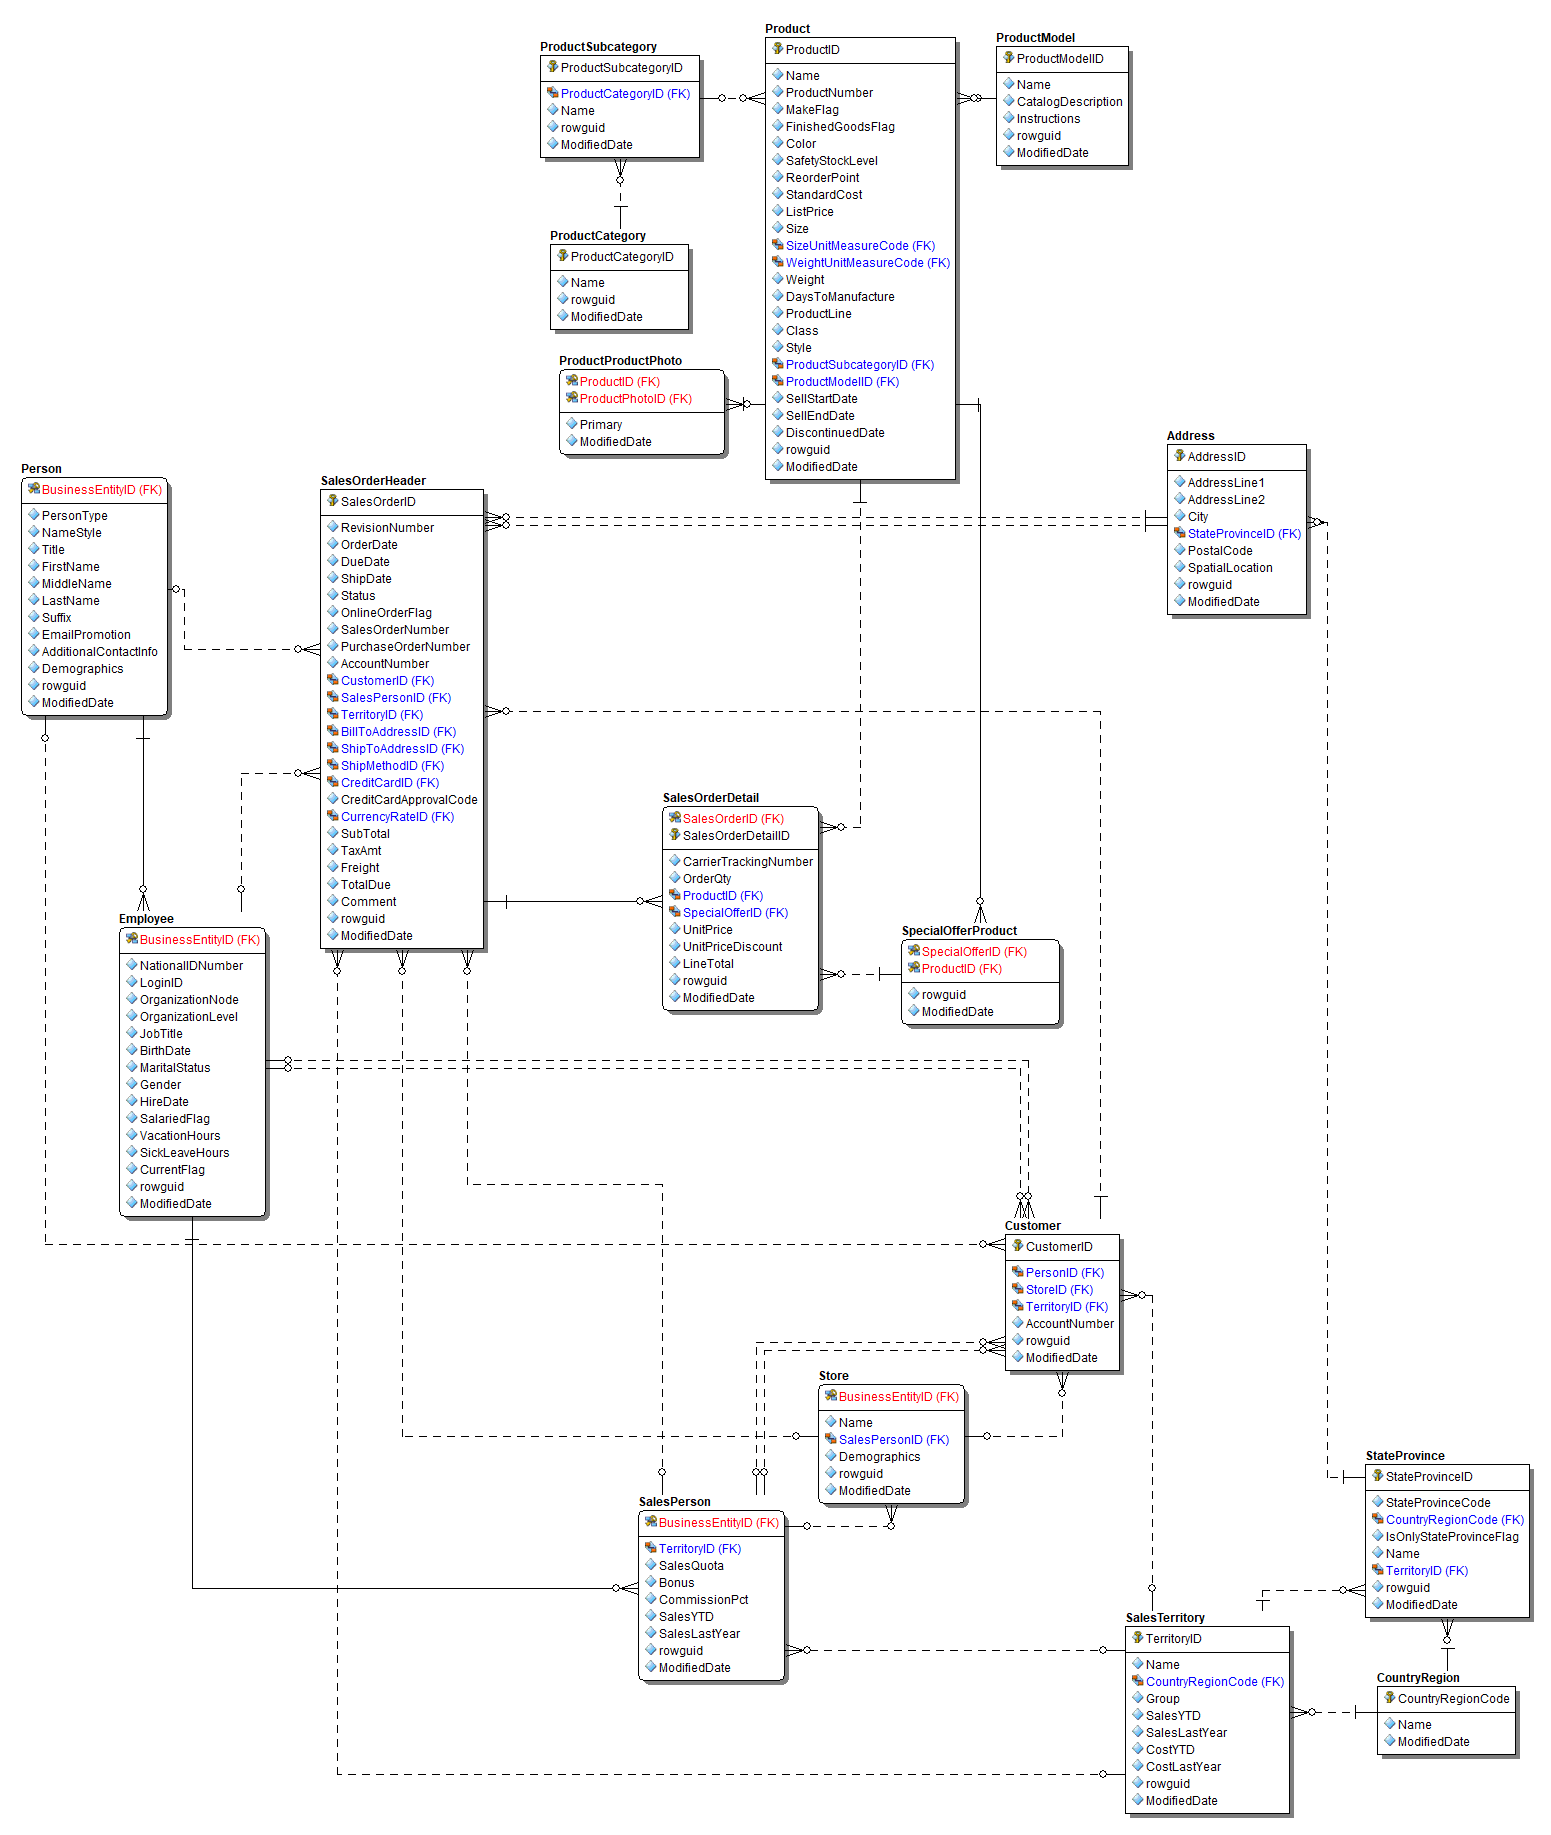 Product
ProductID
Name
ProductNumber
MakeFlag
FinishedGoodsFlag
Color
SafetyStockLevel
ReorderPoint
StandardCost
ListPrice
Size
SizeUnitMeasureCode (FK)
WeightUnitMeasureCode (FK)
Weight
DaysToManufacture
ProductLine
Class
Style
ProductSubcategoryID (FK)
ProductModelID (FK)
SellStartDate
SellEndDate
DiscontinuedDate
rowguid
ModifiedDate
ProductModel
ProductModelID
Name
CatalogDescription
Instructions
rowguid
ModifiedDate
ProductSubcategory
ProductSubcategoryID
ProductCategoryID (FK)
Name
rowguid
ModifiedDate
ProductCategory
ProductCategoryID
Name
rowguid
ModifiedDate
ProductProductPhoto
ProductID (FK)
ProductPhotoID (FK)
Primary
ModifiedDate
Address
AddressID
AddressLine1
AddressLine2
City
StateProvinceID (FK)
PostalCode
SpatialLocation
rowguid
ModifiedDate
Person
BusinessEntityID (FK)
PersonType
NameStyle
Title
FirstName
MiddleName
LastName
Suffix
EmailPromotion
AdditionalContactInfo
Demographics
rowguid
ModifiedDate
SalesOrderHeader
SalesOrderID
RevisionNumber
OrderDate
DueDate
ShipDate
Status
OnlineOrderFlag
SalesOrderNumber
PurchaseOrderNumber
AccountNumber
CustomerID (FK)
SalesPersonID (FK)
TerritoryID (FK)
BillToAddressID (FK)
ShipToAddressID (FK)
ShipMethodID (FK)
CreditCardID (FK)
CreditCardApprovalCode
CurrencyRateID (FK)
SubTotal
TaxAmt
Freight
TotalDue
Comment
rowguid
ModifiedDate
SalesOrderDetail
SalesOrderID (FK)
SalesOrderDetailID
CarrierTrackingNumber
OrderQty
ProductID (FK)
SpecialOfferID (FK)
UnitPrice
UnitPriceDiscount
LineTotal
rowguid
ModifiedDate
SpecialOfferProduct
SpecialOfferID (FK)
ProductID (FK)
rowguid
ModifiedDate
Employee
BusinessEntityID (FK)
NationalIDNumber
LoginID
OrganizationNode
OrganizationLevel
JobTitle
BirthDate
MaritalStatus
Gender
HireDate
SalariedFlag
VacationHours
SickLeaveHours
CurrentFlag
rowguid
ModifiedDate
Customer
CustomerID
PersonID (FK)
StoreID (FK)
TerritoryID (FK)
AccountNumber
rowguid
ModifiedDate
Store
BusinessEntityID (FK)
Name
SalesPersonID (FK)
Demographics
rowguid
ModifiedDate
SalesPerson
BusinessEntityID (FK)
TerritoryID (FK)
SalesQuota
Bonus
CommissionPct
SalesYTD
SalesLastYear
rowguid
ModifiedDate
StateProvince
StateProvinceID
StateProvinceCode
CountryRegionCode (FK)
IsOnlyStateProvinceFlag
Name
TerritoryID (FK)
rowguid
ModifiedDate
SalesTerritory
TerritoryID
Name
CountryRegionCode (FK)
Group
SalesYTD
SalesLastYear
CostYTD
CostLastYear
rowguid
ModifiedDate
CountryRegion
CountryRegionCode
Name
ModifiedDate